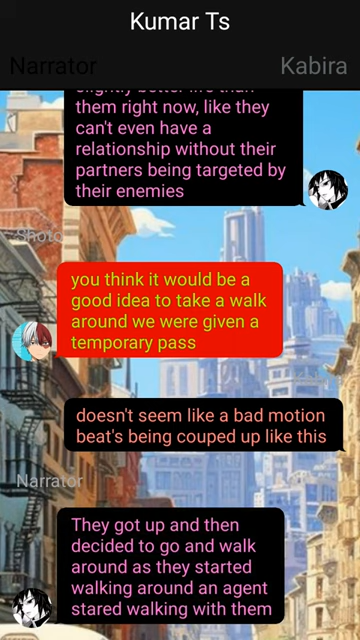 Kumar Ts
Narrator
Kabira
slightly better life than
them right now, like they
can't even have a
relationship without their
partners being targeted by
their enemies
Shoto
you think it would be a
good idea to take a walk
around we were given a
temporary pass
doesn't seem like a bad motion
beat's being couped up like this
Narrator
They got up and then
decided to go and walk
around as they started
walking around an agent
stared walking with them